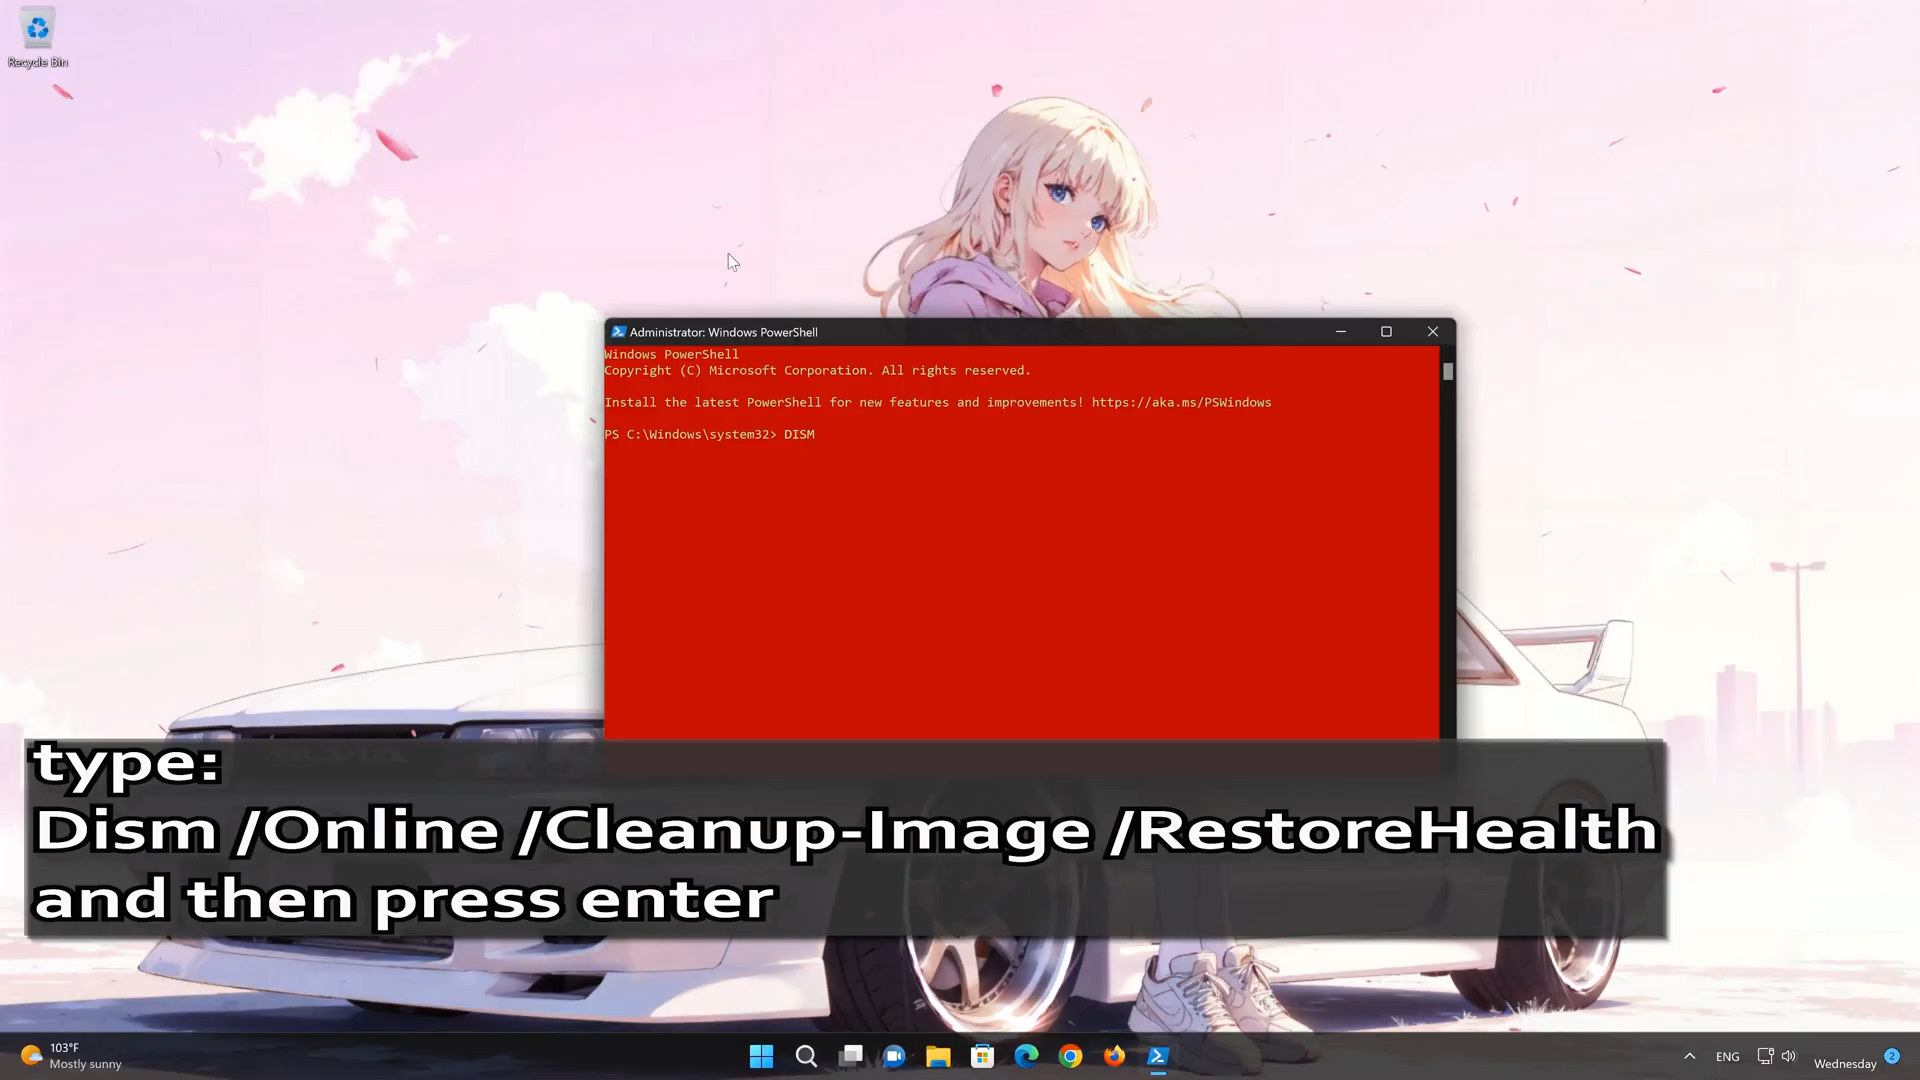 Recycle Bin
Administrator: Windows PowerShell
Windows PowerShell
Copyright (C) Microsoft Corporation. All rights reserved.
Install the latest PowerShell for new features and improvements! https://aka.ms/PSWindows
PS C:\Windows\system32> DISM
type:
Dism /Online /Cleanup-Image /RestoreHealth
and then press enter
103°F
Mostly sunny
ENG
Wednesday
2